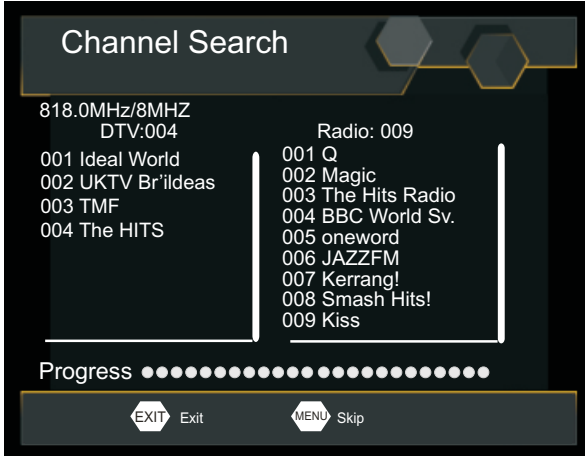 Channel Search
818.0MHz/8MHZ
DTV:004
001 Ideal World
002 UKTV Br'ildeas
003 TMF
004 The HITS
Radio: 009
001 Q
002 Magic
003 The Hits Radio
004 BBC World Sv.
005 oneword
006 JAZZFM
007 Kerrang!
008 Smash Hits!
009 Kiss
Progress
EXIT Exit
MENU Skip